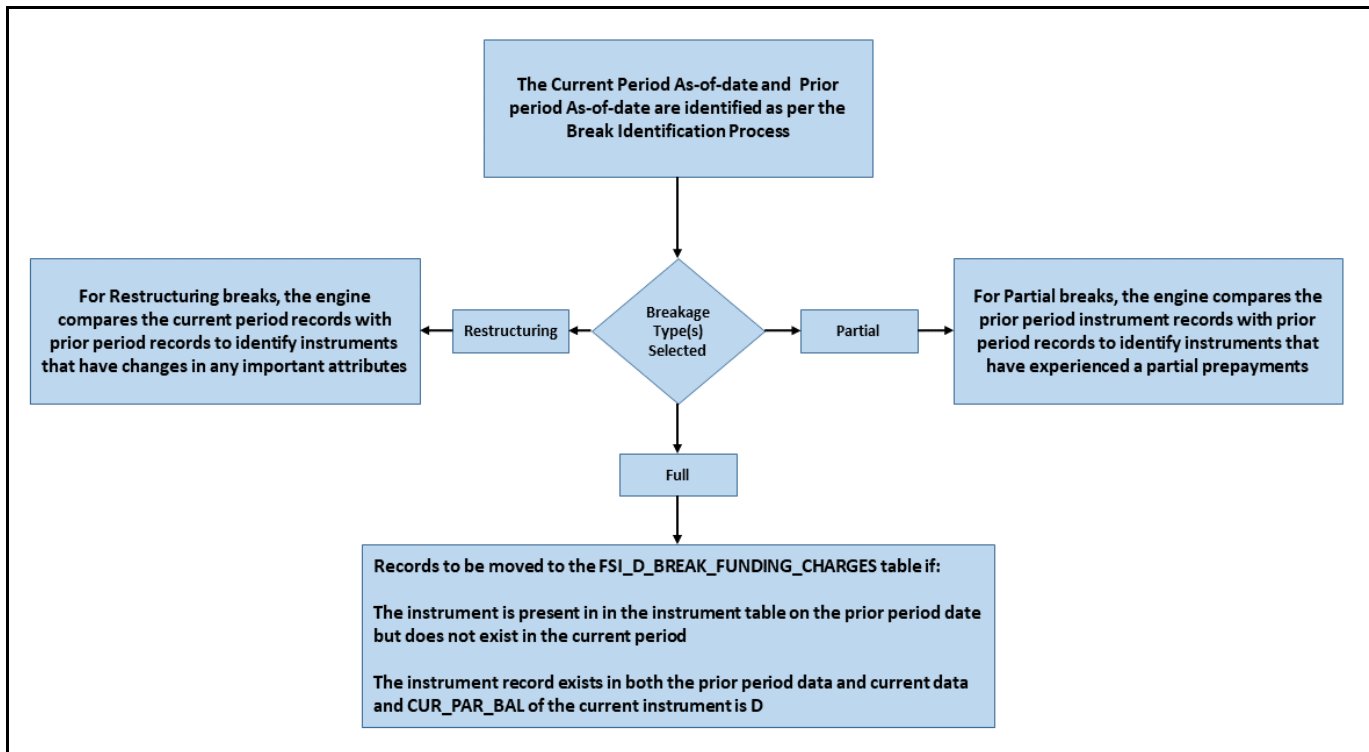 The Current Period As-of-date and Prior
period As-of-date are identified as per the
Break Identification Process
For Restructuring breaks, the engine
compares the current period records with
prior period records to identify instruments
that have changes in any important attributes
Restructuring
Breakage
Type(s)
Selected
Partial
For Partial breaks, the engine compares the
prior period instrument records with prior
period records to identify instruments that
have experienced a partial prepayments
Full
Records to be moved to the FSI_D_BREAK_FUNDING_CHARGES table if:
The instrument is present in in the instrument table on the prior period date
but does not exist in the current period
The instrument record exists in both the prior period data and current data
and CUR_PAR_BAL of the current instrument is D